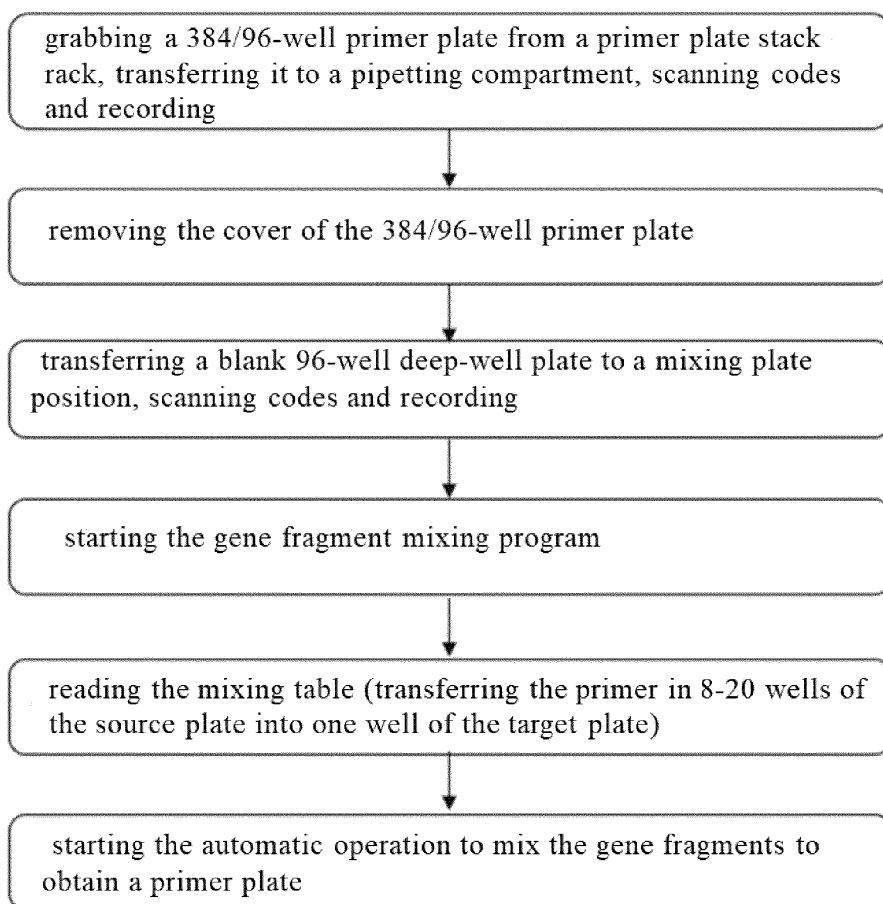 grabbing a 384/96-well primer plate from a primer plate stack
rack, transferring it to a pipetting compartment, scanning codes
and recording
removing the cover of the 384/96-well primer plate
transferring a blank 96-well deep-well plate to a mixing plate
position, scanning codes and recording
starting the gene fragment mixing program
reading the mixing table (transferring the primer in 8-20 wells of
the source plate into one well of the target plate)
starting the automatic operation to mix the gene fragments to
obtain a primer plate